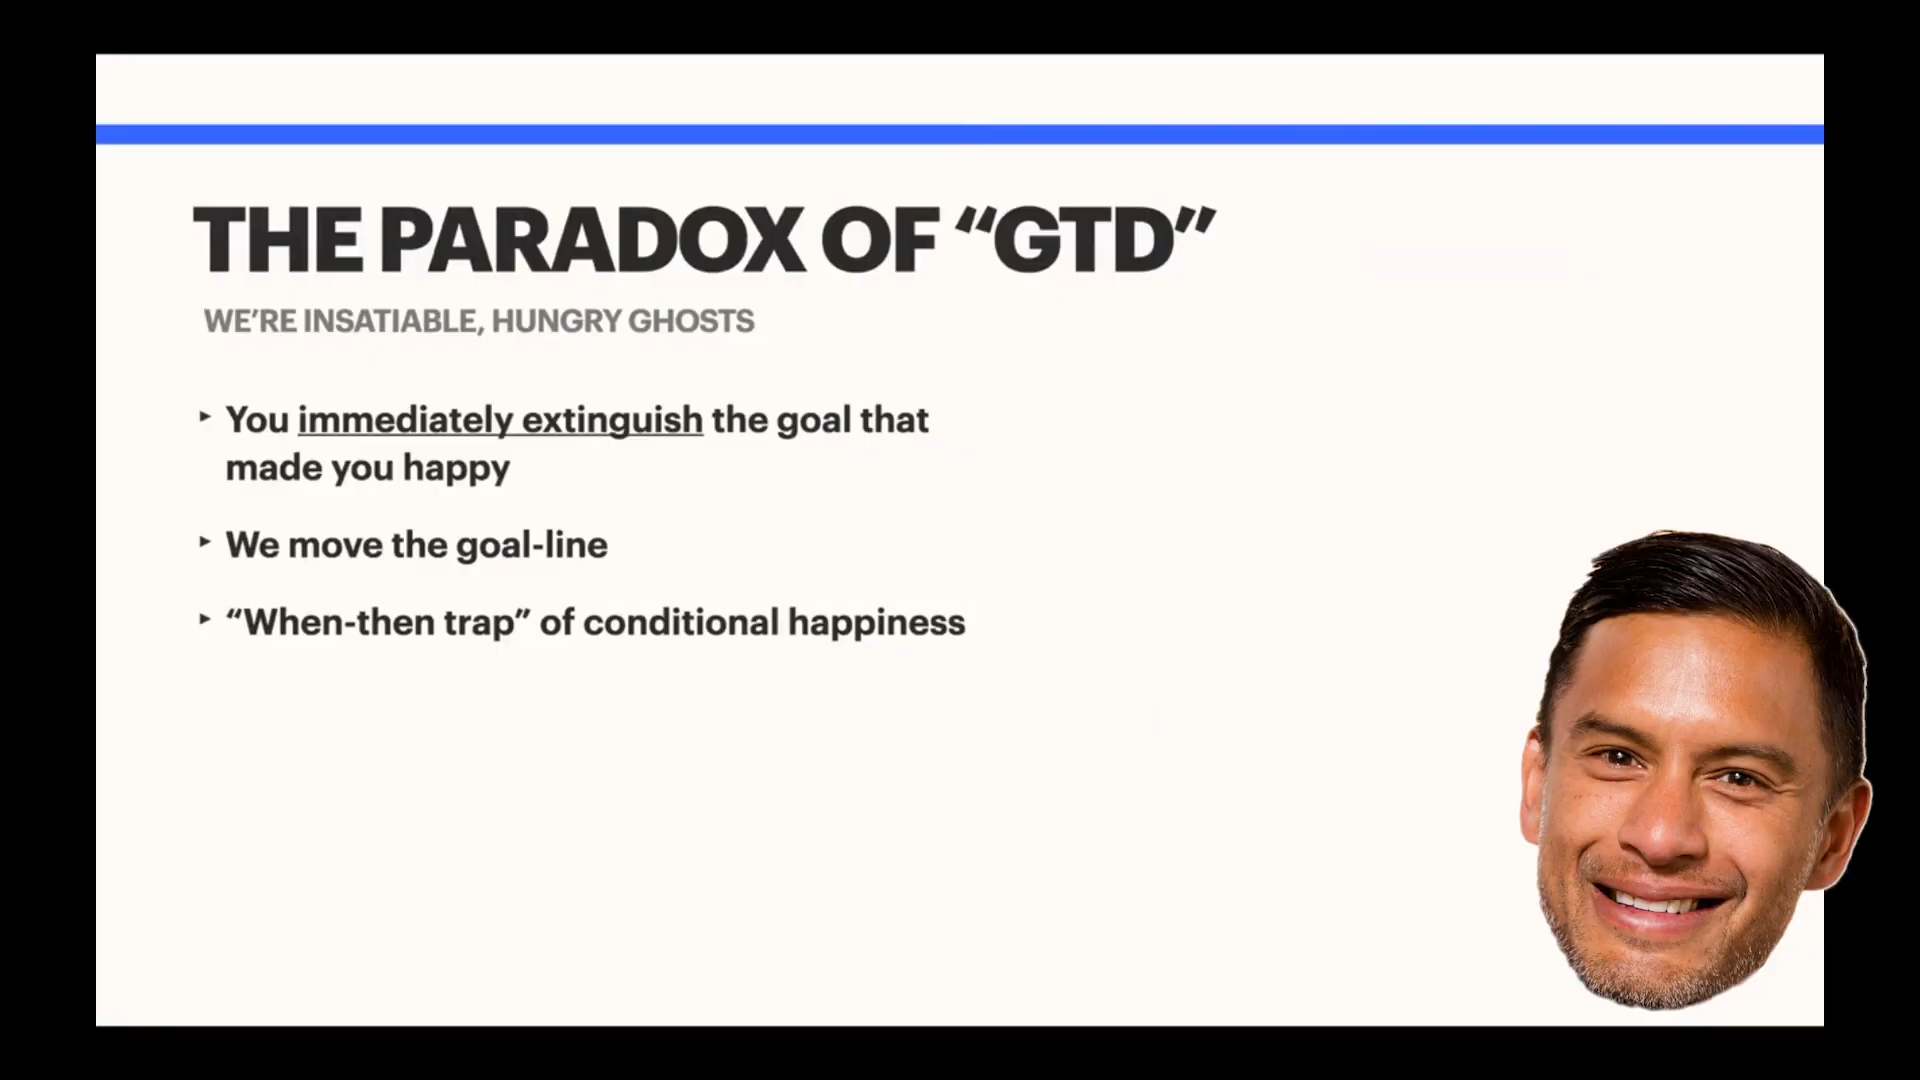 THE PARADOX OF “GTD”
WE’RE INSATIABLE, HUNGRY GHOSTS
‣ You immediately extinguish the goal that
made you happy
‣ We move the goal-line
‣ “When-then trap” of conditional happiness